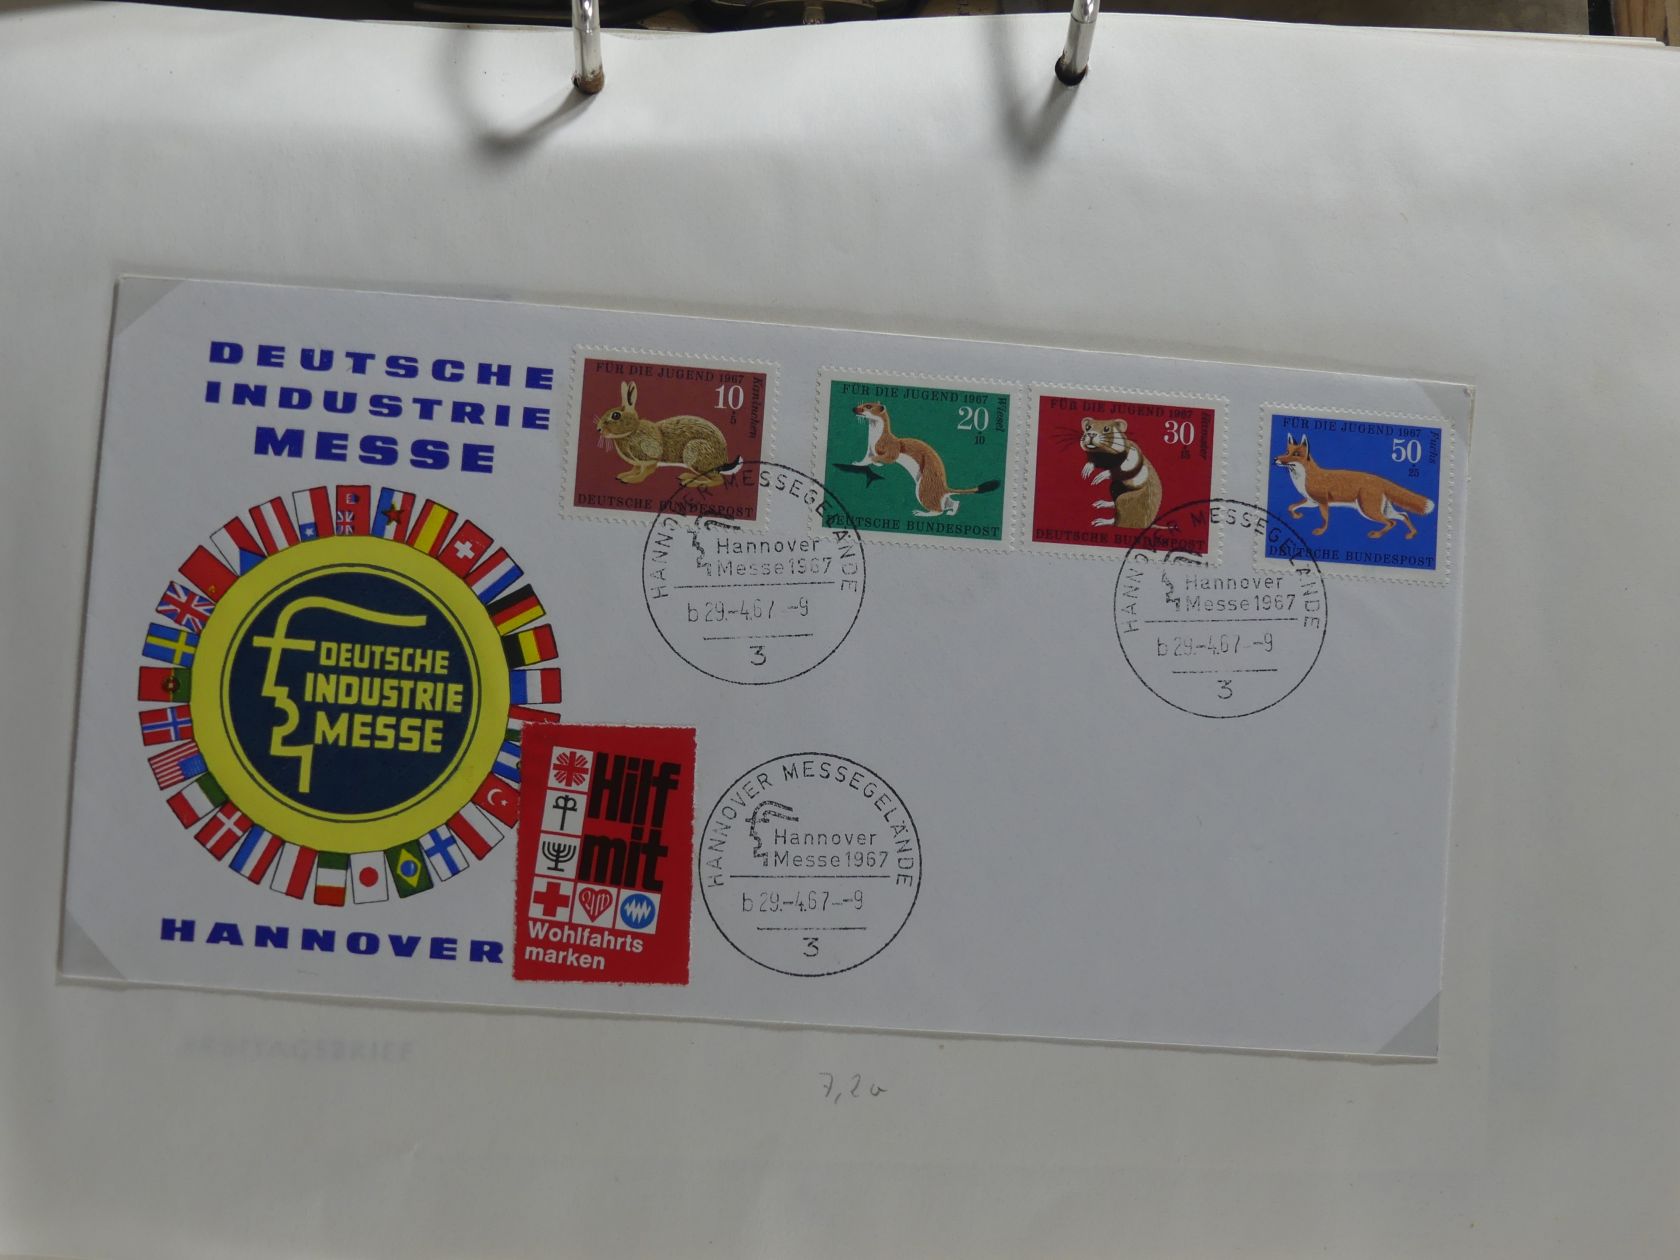 DEUTSCHE
INDUSTRIE
MESSE
DEUTSCHE
INDUSTRIE
MESSE
HANNOVER
FÜR DIE JUGEND 1967
10
+5
Kaninchen
DEUTSCHE BUNDESPOST
FÜR DIE JUGEND 1967
20
+10
Wiesel
DEUTSCHE BUNDESPOST
FÜR DIE JUGEND 1967
30
+15
Hamster
DEUTSCHE BUNDESPOST
FÜR DIE JUGEND 1967
50
+25
Fuchs
DEUTSCHE BUNDESPOST
HANNOVER MESSEGELÄNDE
Hannover
Messe 1967
b 29.-4.67.--9
3
HANNOVER MESSEGELÄNDE
Hannover
Messe 1967
b 29.-4.67.--9
3
Hilf
mit
Wohlfahrts
marken
HANNOVER MESSEGELÄNDE
Hannover
Messe 1967
b 29.-4.67.--9
3